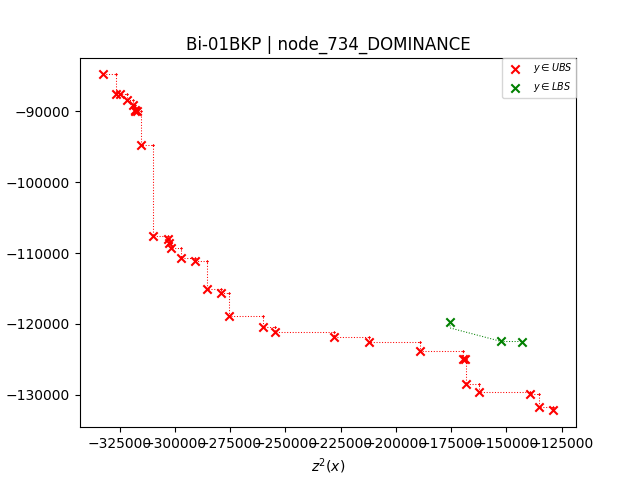 Bi-01BKP | node_734_DOMINANCE
y ∈ UBS
y ∈ LBS
−90000
−100000
−110000
−120000
−130000
−325000 −300000 −275000 −250000 −225000 −200000 −175000 −150000 −125000
z²(x)